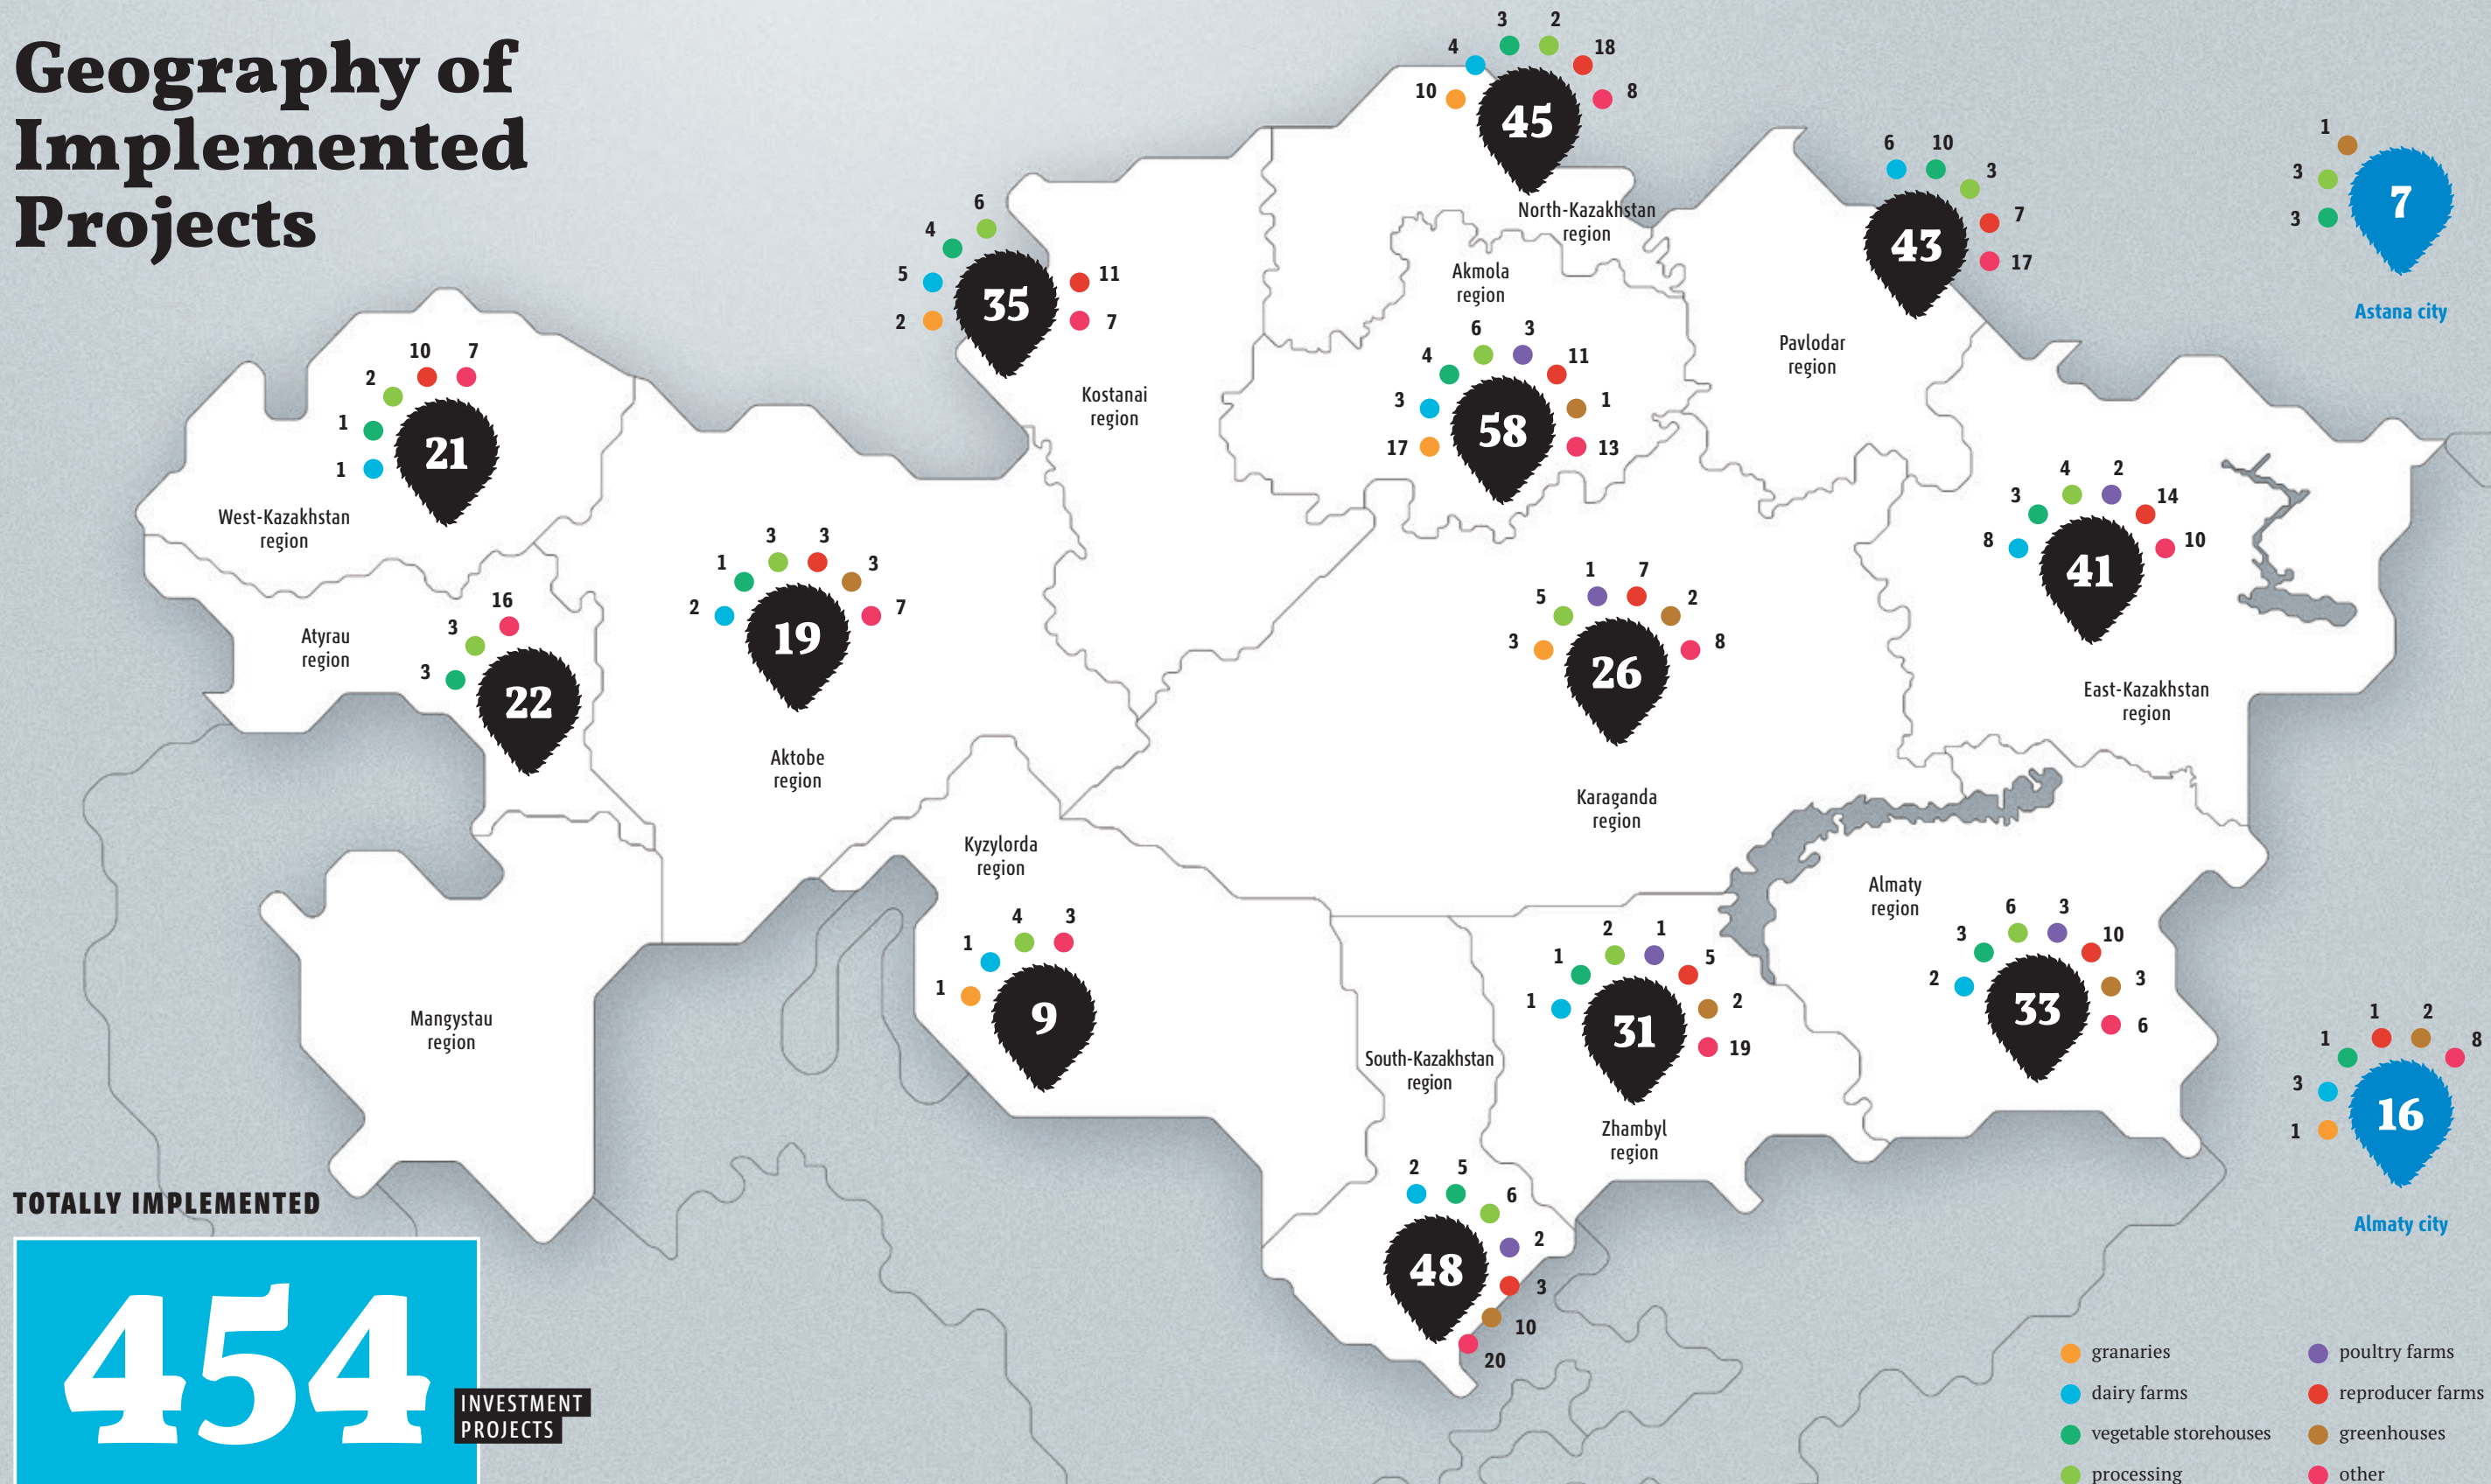 Geography of
Implemented
Projects
3 2
4 18
10 8
45
North-Kazakhstan
region
6 10
3
7
17
43
Pavlodar
region
1
3
3
7
Astana city
6
4
5 11
2 7
35
Kostanai
region
Akmola
region
6 3
4 11
3 1
17 13
58
10 7
2
1
1
21
West-Kazakhstan
region
4 2
3 14
8 10
41
East-Kazakhstan
region
3 3
1 3
2 7
19
Aktobe
region
1 7
5 2
3 8
26
Karaganda
region
16
3
3
22
Atyrau
region
Kyzylorda
region
4 3
1
1
9
Almaty
region
6 3
3 10
2 3
6
33
2 1
1 5
1 2
19
31
Zhambyl
region
Mangystau
region
South-Kazakhstan
region
2 5
6
2
3
10
20
48
1 2
1 8
3
1
16
Almaty city
TOTALLY IMPLEMENTED
454
INVESTMENT
PROJECTS
granaries
dairy farms
vegetable storehouses
processing
poultry farms
reproducer farms
greenhouses
other